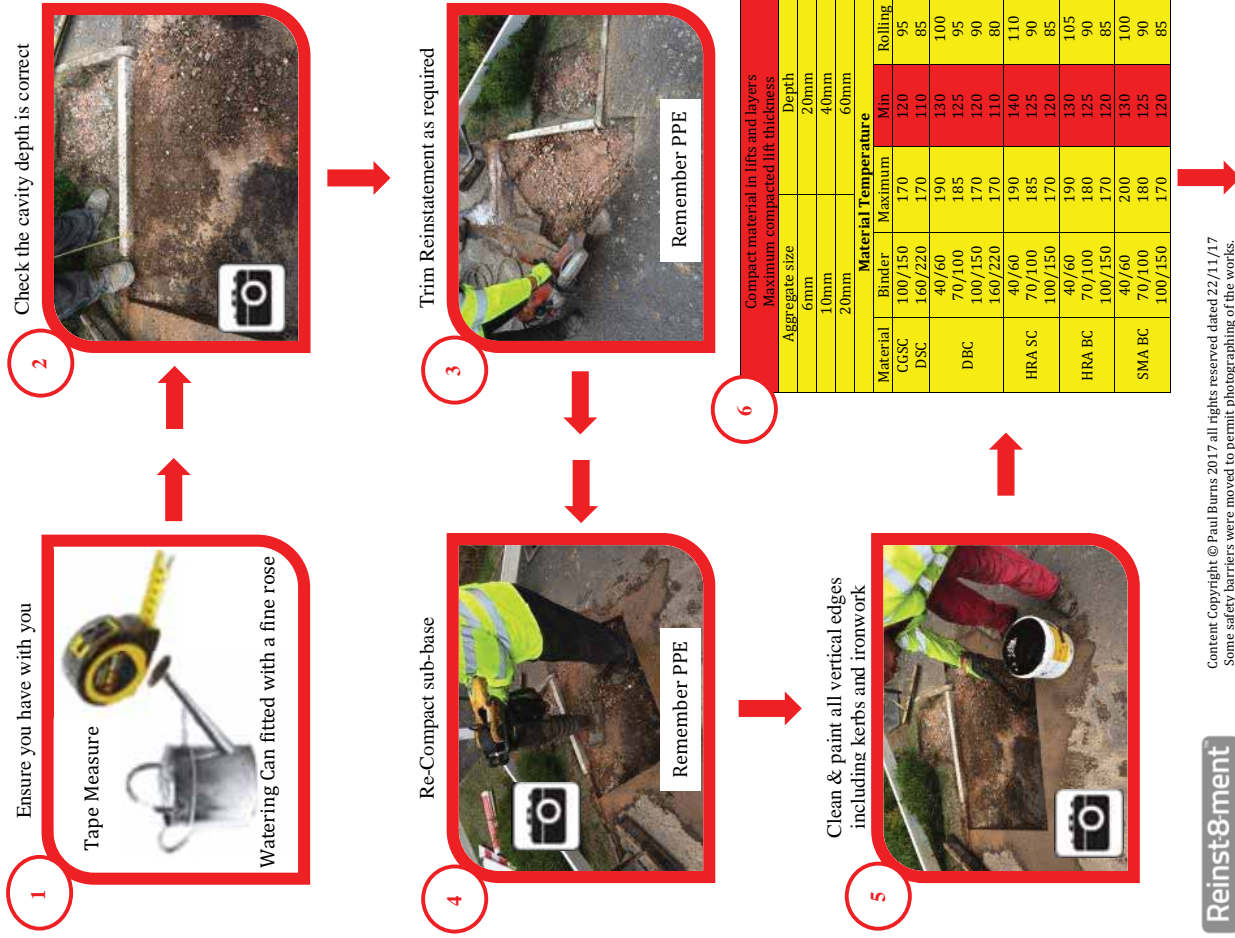 1
Ensure you have with you
Tape Measure
Watering Can fitted with a fine rose
2
Check the cavity depth is correct
3
Trim Reinstatement as required
Remember PPE
4
Re-Compact sub-base
Remember PPE
5
Clean & paint all vertical edges
including kerbs and ironwork
6
Compact material in lifts and layers
Maximum compacted lift thickness
Aggregate size Depth
6mm 20mm
10mm 40mm
20mm 60mm
Material Temperature
Material Binder Maximum Min Rolling
CGSC 100/150 170 120 95
DSC 160/220 170 110 85
DBC 40/60 190 130 100
70/100 185 125 95
100/150 170 120 90
160/220 170 110 80
HRA SC 40/60 190 140 110
70/100 185 125 90
100/150 170 120 85
HRA BC 40/60 190 130 105
70/100 180 125 90
100/150 170 120 85
SMA BC 40/60 200 130 100
70/100 180 125 90
100/150 170 120 85
Reinst-8-ment
Content Copyright © Paul Burns 2017 all rights reserved dated 22/11/17
Some safety barriers were moved to permit photographing of the works.